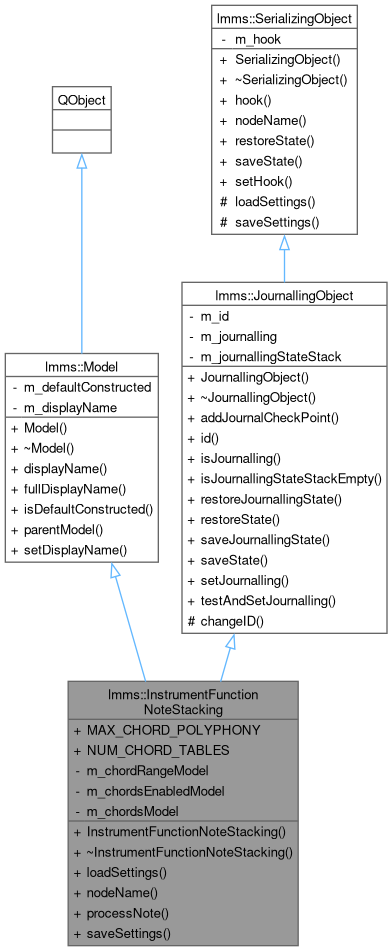 lmms::SerializingObject
- m_hook
+ SerializingObject()
+ ~SerializingObject()
+ hook()
+ nodeName()
+ restoreState()
+ saveState()
+ setHook()
# loadSettings()
# saveSettings()
QObject
lmms::JournallingObject
- m_id
- m_journalling
- m_journallingStateStack
+ JournallingObject()
+ ~JournallingObject()
+ addJournalCheckPoint()
+ id()
+ isJournalling()
+ isJournallingStateStackEmpty()
+ restoreJournallingState()
+ restoreState()
+ saveJournallingState()
+ saveState()
+ setJournalling()
+ testAndSetJournalling()
# changeID()
lmms::Model
- m_defaultConstructed
- m_displayName
+ Model()
+ ~Model()
+ displayName()
+ fullDisplayName()
+ isDefaultConstructed()
+ parentModel()
+ setDisplayName()
lmms::InstrumentFunction
NoteStacking
+ MAX_CHORD_POLYPHONY
+ NUM_CHORD_TABLES
- m_chordRangeModel
- m_chordsEnabledModel
- m_chordsModel
+ InstrumentFunctionNoteStacking()
+ ~InstrumentFunctionNoteStacking()
+ loadSettings()
+ nodeName()
+ processNote()
+ saveSettings()